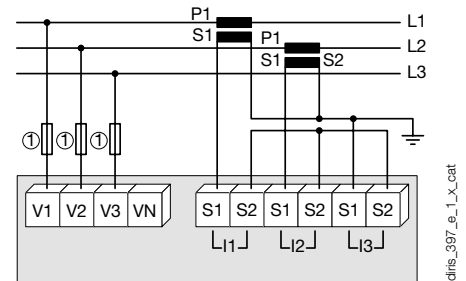 P1 L1
S1 P1 L2
S1 S2
L3
① ① ①
V1 V2 V3 VN S1 S2 S1 S2 S1 S2
I1 I2 I3
diris_397_e_1_x_cat